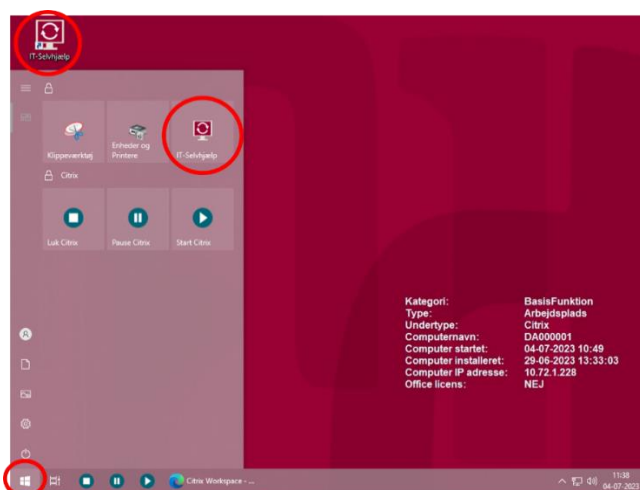 IT-Selvhjælp
Klippeværktøj
Enheder og
Printere
IT-Selvhjælp
Citrix
Luk Citrix
Pause Citrix
Start Citrix
Kategori: BasisFunktion
Type: Arbejdsplads
Undertype: Citrix
Computernavn: DA000001
Computer startet: 04-07-2023 10:49
Computer installeret: 29-06-2023 13:33:03
Computer IP adresse: 10.72.1.228
Office licens: NEJ
Citrix Workspace - ...
11:38
04-07-2023